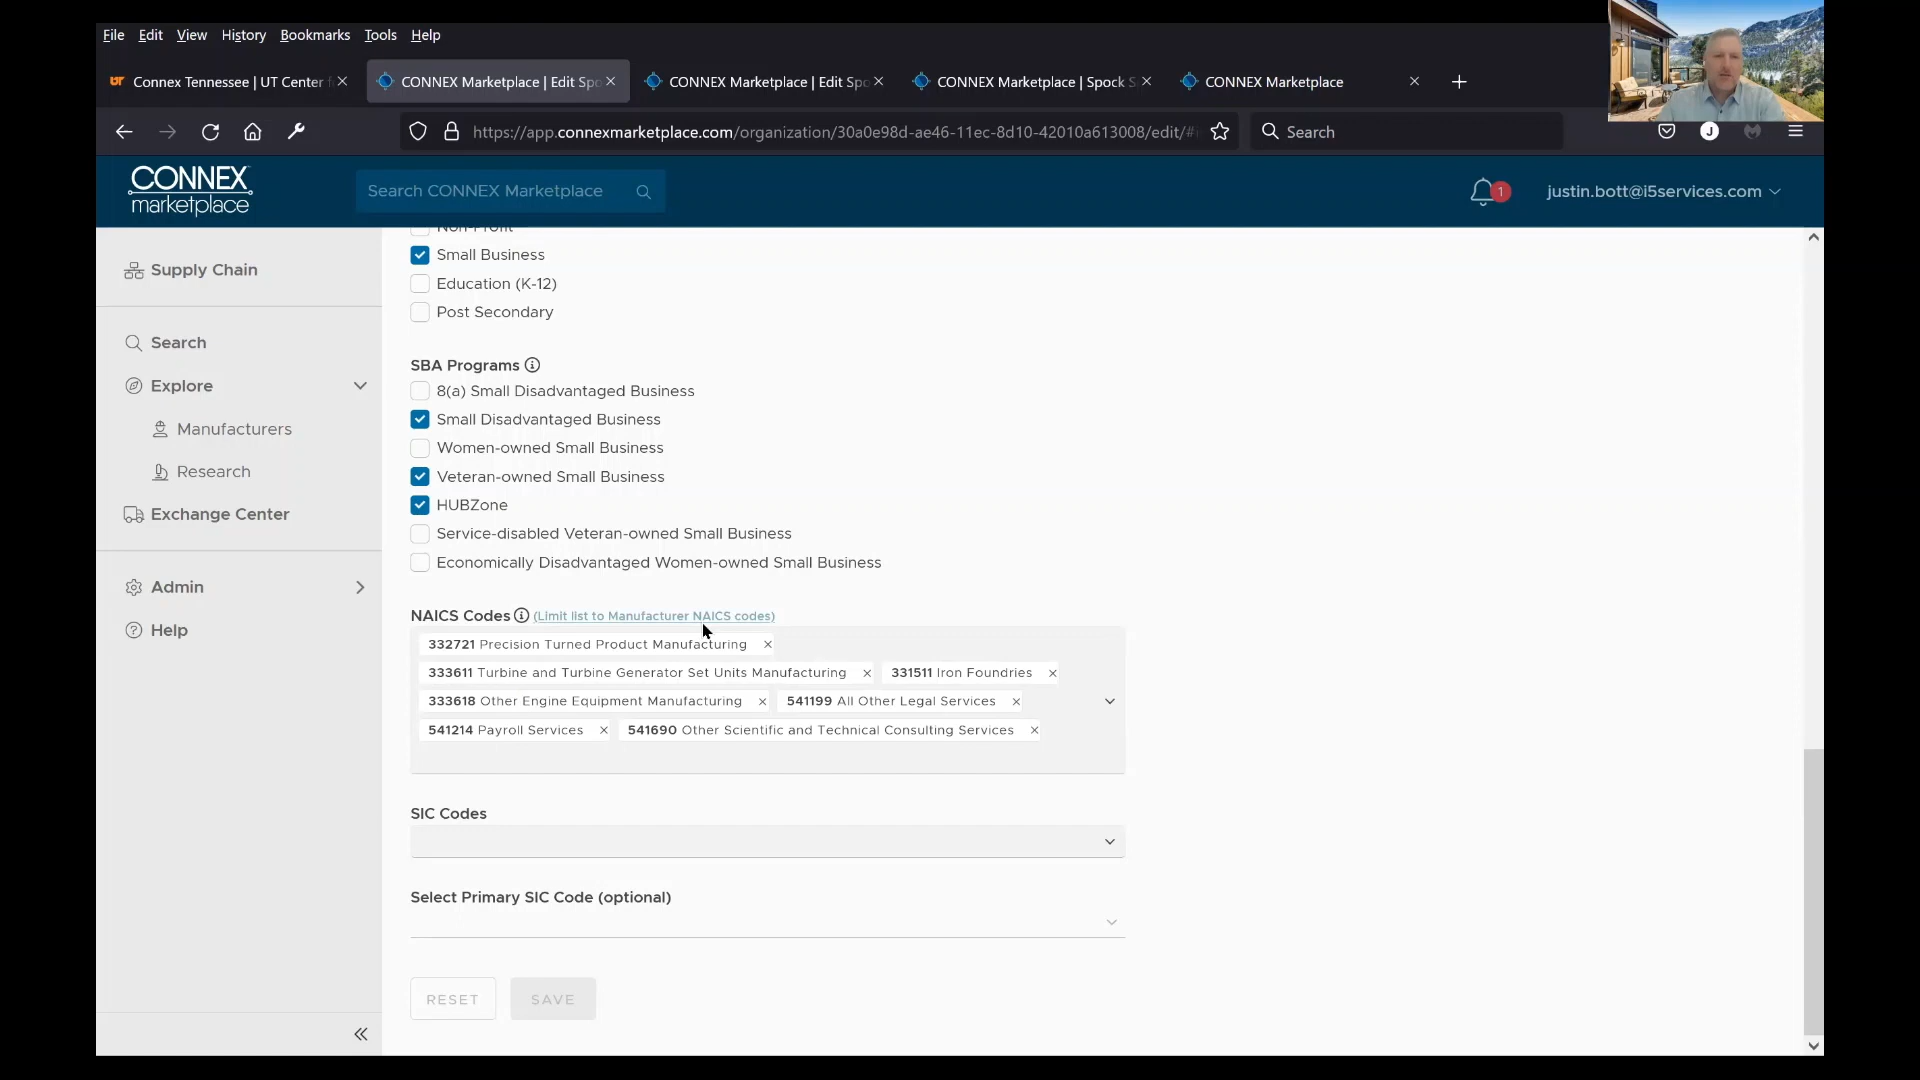 File Edit View History Bookmarks Tools Help
Connex Tennessee | UT Center f
CONNEX Marketplace | Edit Spo
CONNEX Marketplace | Edit Spo
CONNEX Marketplace | Spock S
CONNEX Marketplace
https://app.connexmarketplace.com/organization/30a0e98d-ae46-11ec-8d10-42010a613008/edit/#i
Search
J
CONNEX
marketplace
Search CONNEX Marketplace
1
justin.bott@i5services.com
Supply Chain
Search
Explore
Manufacturers
Research
Exchange Center
Admin
Help
Non-Profit
Small Business
Education (K-12)
Post Secondary
SBA Programs
8(a) Small Disadvantaged Business
Small Disadvantaged Business
Women-owned Small Business
Veteran-owned Small Business
HUBZone
Service-disabled Veteran-owned Small Business
Economically Disadvantaged Women-owned Small Business
NAICS Codes (Limit list to Manufacturer NAICS codes)
332721 Precision Turned Product Manufacturing ×
333611 Turbine and Turbine Generator Set Units Manufacturing × 331511 Iron Foundries ×
333618 Other Engine Equipment Manufacturing × 541199 All Other Legal Services ×
541214 Payroll Services × 541690 Other Scientific and Technical Consulting Services ×
SIC Codes
Select Primary SIC Code (optional)
RESET SAVE